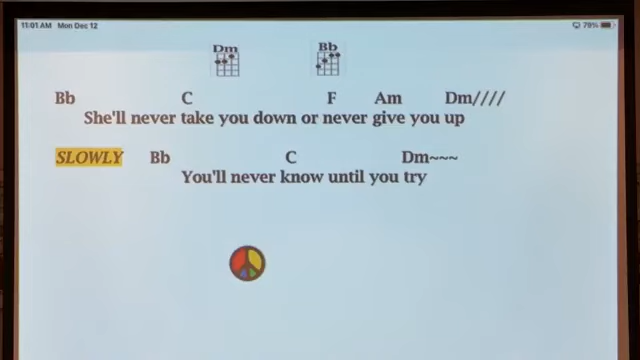 11:01 AM Mon Dec 12 79%
Dm Bb
Bb C F Am Dm////
She'll never take you down or never give you up
SLOWLY Bb C Dm~~~
You'll never know until you try